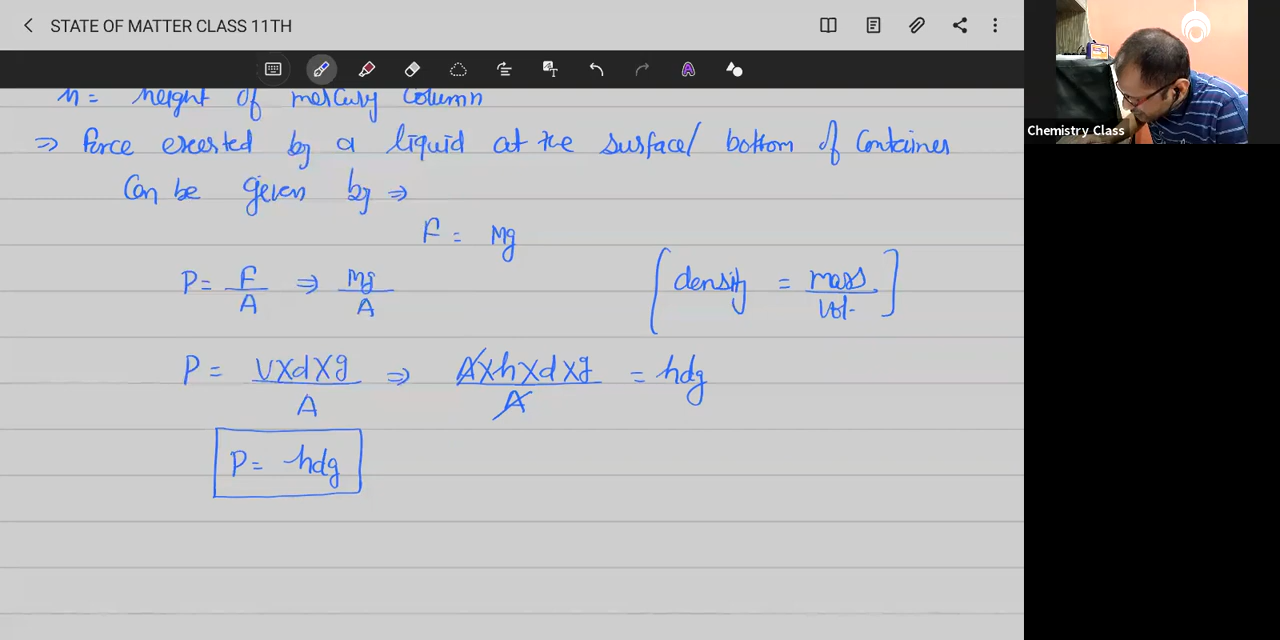 STATE OF MATTER CLASS 11TH
h = height of mercury Column
⇒ Force exerted by a liquid at the surface/ bottom of Container
Can be given by ⇒
F = Mg
P = F/A ⇒ Mg/A [density = mass/Vol.]
P = V×d×g/A ⇒ A×h×d×g/A = hdg
P = hdg
Chemistry Class